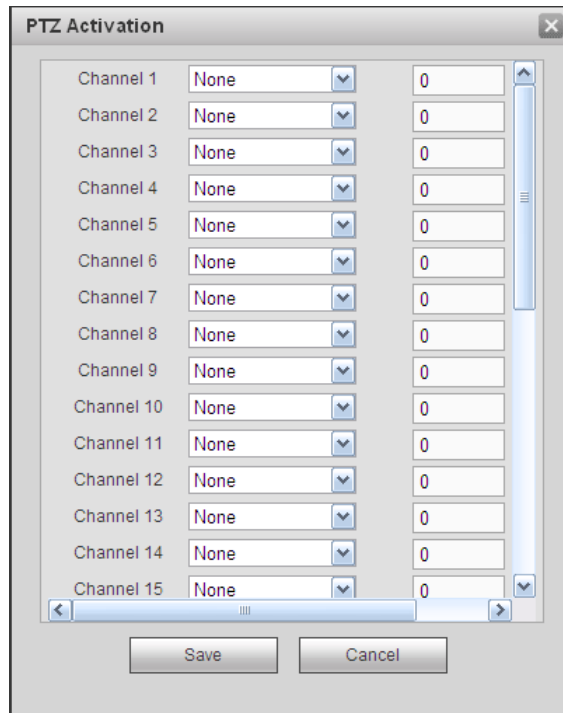 PTZ Activation
Channel 1 None 0
Channel 2 None 0
Channel 3 None 0
Channel 4 None 0
Channel 5 None 0
Channel 6 None 0
Channel 7 None 0
Channel 8 None 0
Channel 9 None 0
Channel 10 None 0
Channel 11 None 0
Channel 12 None 0
Channel 13 None 0
Channel 14 None 0
Channel 15 None 0
Save Cancel